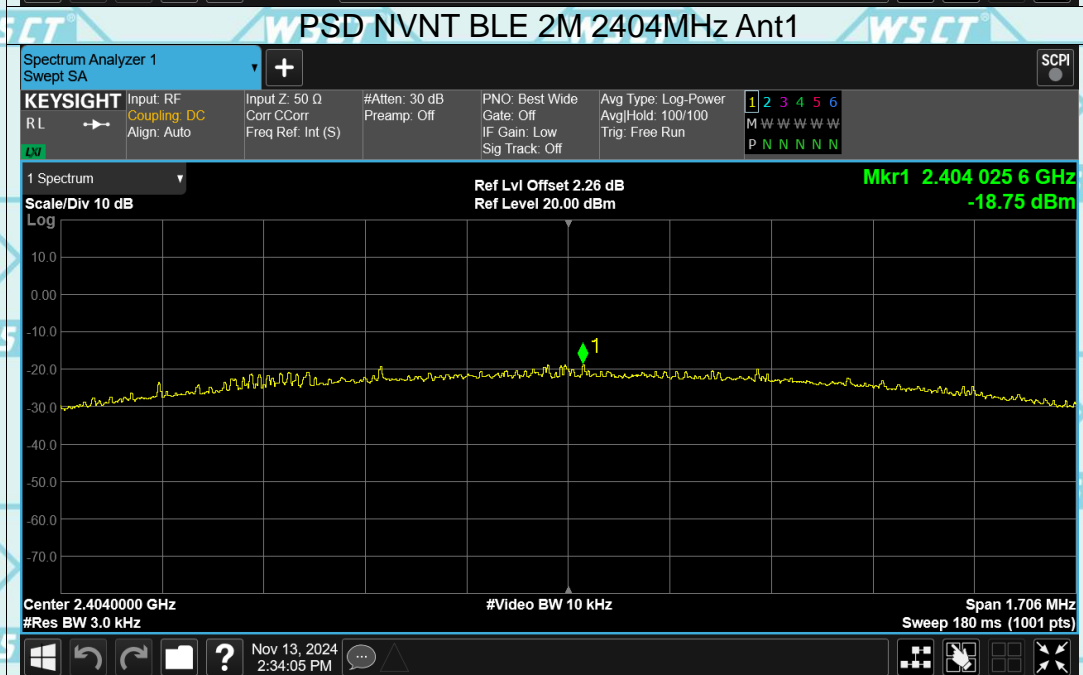 PSD NVNT BLE 2M 2404MHz Ant1
WSCT® WSCT® WSCT®
Spectrum Analyzer 1
Swept SA
+
SCPI
KEYSIGHT Input: RF Input Z: 50 Ω #Atten: 30 dB PNO: Best Wide Avg Type: Log-Power 1 2 3 4 5 6
R L Coupling: DC Corr CCorr Preamp: Off Gate: Off Avg|Hold: 100/100 M W W W W W
Align: Auto Freq Ref: Int (S) IF Gain: Low Trig: Free Run P N N N N N
LXI Sig Track: Off
1 Spectrum Ref Lvl Offset 2.26 dB Mkr1 2.404 025 6 GHz
Scale/Div 10 dB Ref Level 20.00 dBm -18.75 dBm
Log
10.0
0.00
-10.0
1
-20.0
-30.0
-40.0
-50.0
-60.0
-70.0
Center 2.4040000 GHz #Video BW 10 kHz Span 1.706 MHz
#Res BW 3.0 kHz Sweep 180 ms (1001 pts)
? Nov 13, 2024
2:34:05 PM